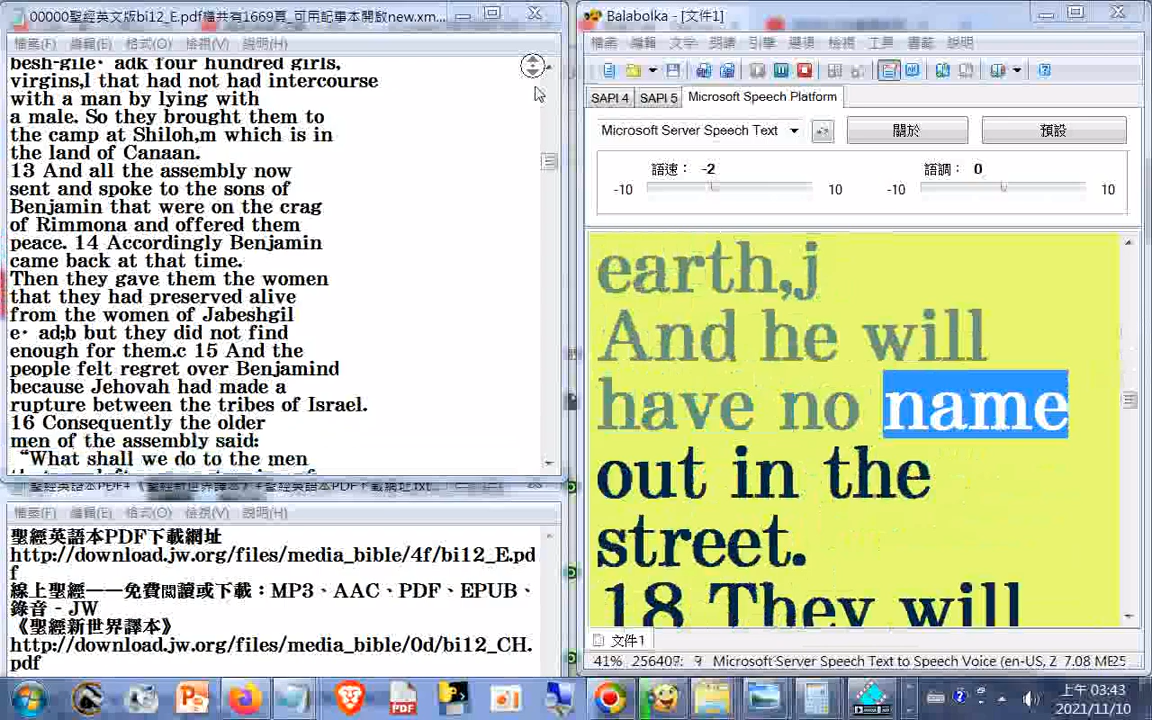 00000聖經英文版bi12_E.pdf檔共有1669頁_可用記事本開啟new.xm...
檔案(F) 編輯(E) 格式(O) 檢視(V) 說明(H)
besh-gile· adk four hundred girls,
virgins,l that had not had intercourse
with a man by lying with
a male. So they brought them to
the camp at Shiloh,m which is in
the land of Canaan.
13 And all the assembly now
sent and spoke to the sons of
Benjamin that were on the crag
of Rimmona and offered them
peace. 14 Accordingly Benjamin
came back at that time.
Then they gave them the women
that they had preserved alive
from the women of Jabeshgil
e· ad;b but they did not find
enough for them.c 15 And the
people felt regret over Benjamind
because Jehovah had made a
rupture between the tribes of Israel.
16 Consequently the older
men of the assembly said:
“What shall we do to the men
檔案(F) 編輯(E) 格式(O) 檢視(V) 說明(H)
聖經英語本PDF下載網址
http://download.jw.org/files/media_bible/4f/bi12_E.pd
f
線上聖經——免費閱讀或下載：MP3、AAC、PDF、EPUB、
錄音 - JW
《聖經新世界譯本》
http://download.jw.org/files/media_bible/0d/bi12_CH.
pdf
Balabolka - [文件1]
檔案 編輯 文字 朗讀 引擎 選項 檢視 工具 書籤 說明
SAPI 4 SAPI 5 Microsoft Speech Platform
Microsoft Server Speech Text 關於 預設
語速： -2 語調： 0
-10 10 -10 10
earth,j
And he will
have no name
out in the
street.
18 They will
文件1
41% Microsoft Server Speech Text to Speech Voice (en-US, Z 7.08 ME
上午 03:43
2021/11/10